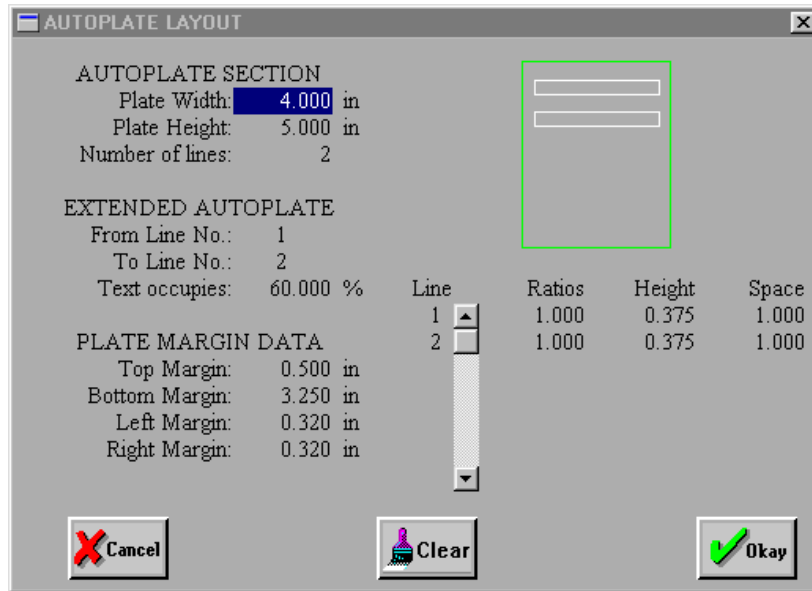 AUTOPLATE LAYOUT
AUTOPLATE SECTION
Plate Width: 4.000 in
Plate Height: 5.000 in
Number of lines: 2
EXTENDED AUTOPLATE
From Line No.: 1
To Line No.: 2
Text occupies: 60.000 %
PLATE MARGIN DATA
Top Margin: 0.500 in
Bottom Margin: 3.250 in
Left Margin: 0.320 in
Right Margin: 0.320 in
Line Ratios Height Space
1 1.000 0.375 1.000
2 1.000 0.375 1.000
Cancel
Clear
Okay